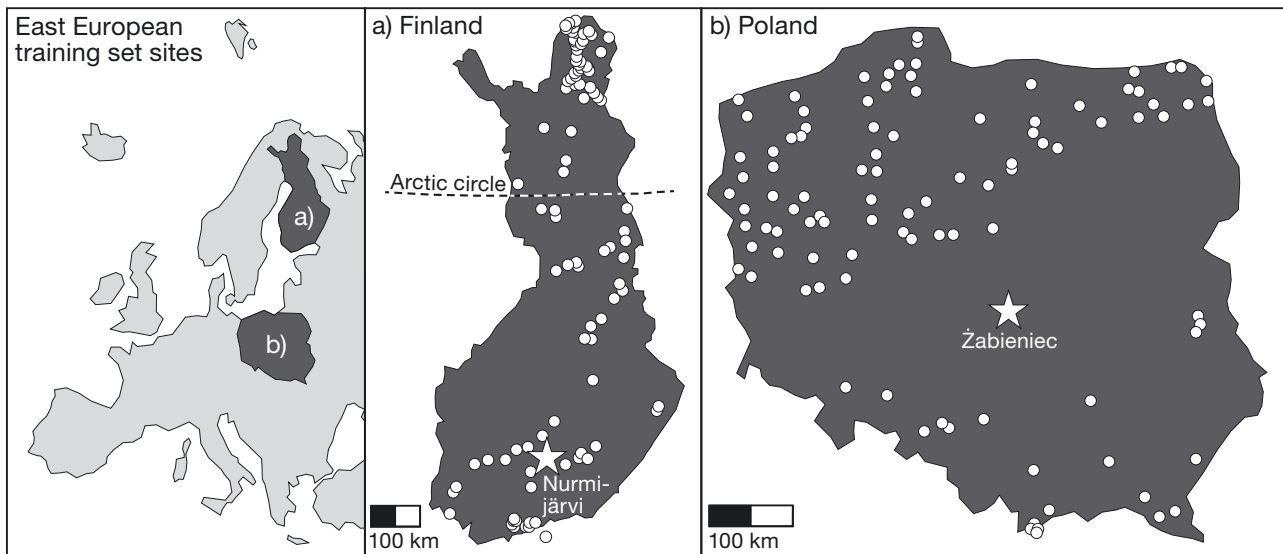 East European
training set sites
a)
b)
a) Finland
Arctic circle
Nurmi-
järvi
100 km
b) Poland
Żabieniec
100 km